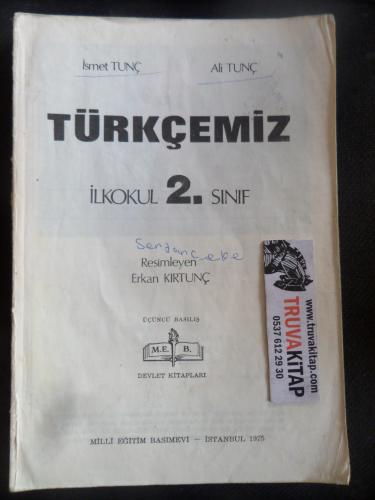 İsmet TUNÇ Ali TUNÇ
TÜRKÇEMİZ
İLKOKUL 2. SINIF
Resimleyen
Erkan KIRTUNÇ
ÜÇÜNCÜ BASILIŞ
M.E. B.
DEVLET KİTAPLARI
MİLLÎ EĞİTİM BASIMEVİ — İSTANBUL 1975
www.truvakitap.com
TRUVAKİTAP
0537 612 29 30